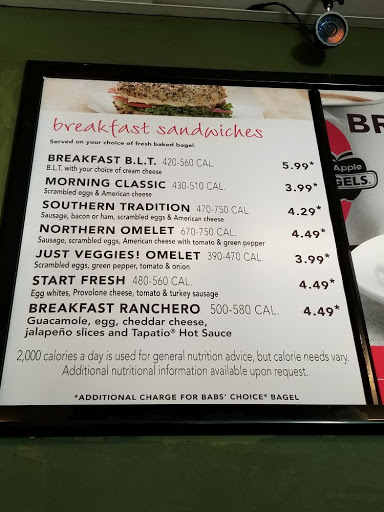 breakfast sandwiches
Served on your choice of fresh baked bagel.
BREAKFAST B.L.T. 420-560 CAL. 5.99*
B.L.T. with your choice of cream cheese
MORNING CLASSIC 430-510 CAL. 3.99*
Scrambled eggs & American cheese
SOUTHERN TRADITION 470-750 CAL. 4.29*
Sausage, bacon or ham, scrambled eggs & American cheese
NORTHERN OMELET 670-750 CAL. 4.49*
Sausage, scrambled eggs, American cheese with tomato & green pepper
JUST VEGGIES! OMELET 390-470 CAL. 3.99*
Scrambled eggs, green pepper, tomato & onion
START FRESH 480-560 CAL. 4.49*
Egg whites, Provolone cheese, tomato & turkey sausage
BREAKFAST RANCHERO 500-580 CAL. 4.49*
Guacamole, egg, cheddar cheese,
jalapeño slices and Tapatio® Hot Sauce
2,000 calories a day is used for general nutrition advice, but calorie needs vary.
Additional nutritional information available upon request.
*ADDITIONAL CHARGE FOR BABS' CHOICE® BAGEL
BR
Apple
GELS